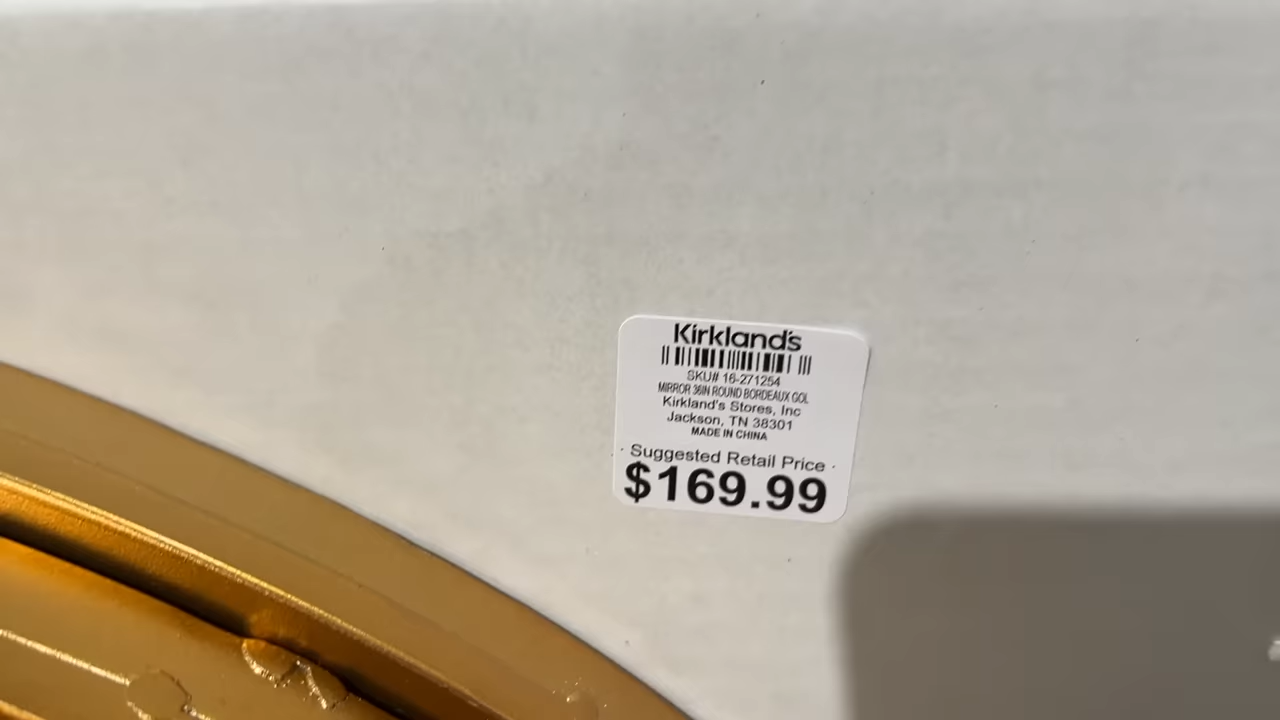 Kirkland's
SKU# 16-271254
MIRROR 36IN ROUND BORDEAUX GOL
Kirkland's Stores, Inc
Jackson, TN 38301
MADE IN CHINA
Suggested Retail Price
$169.99